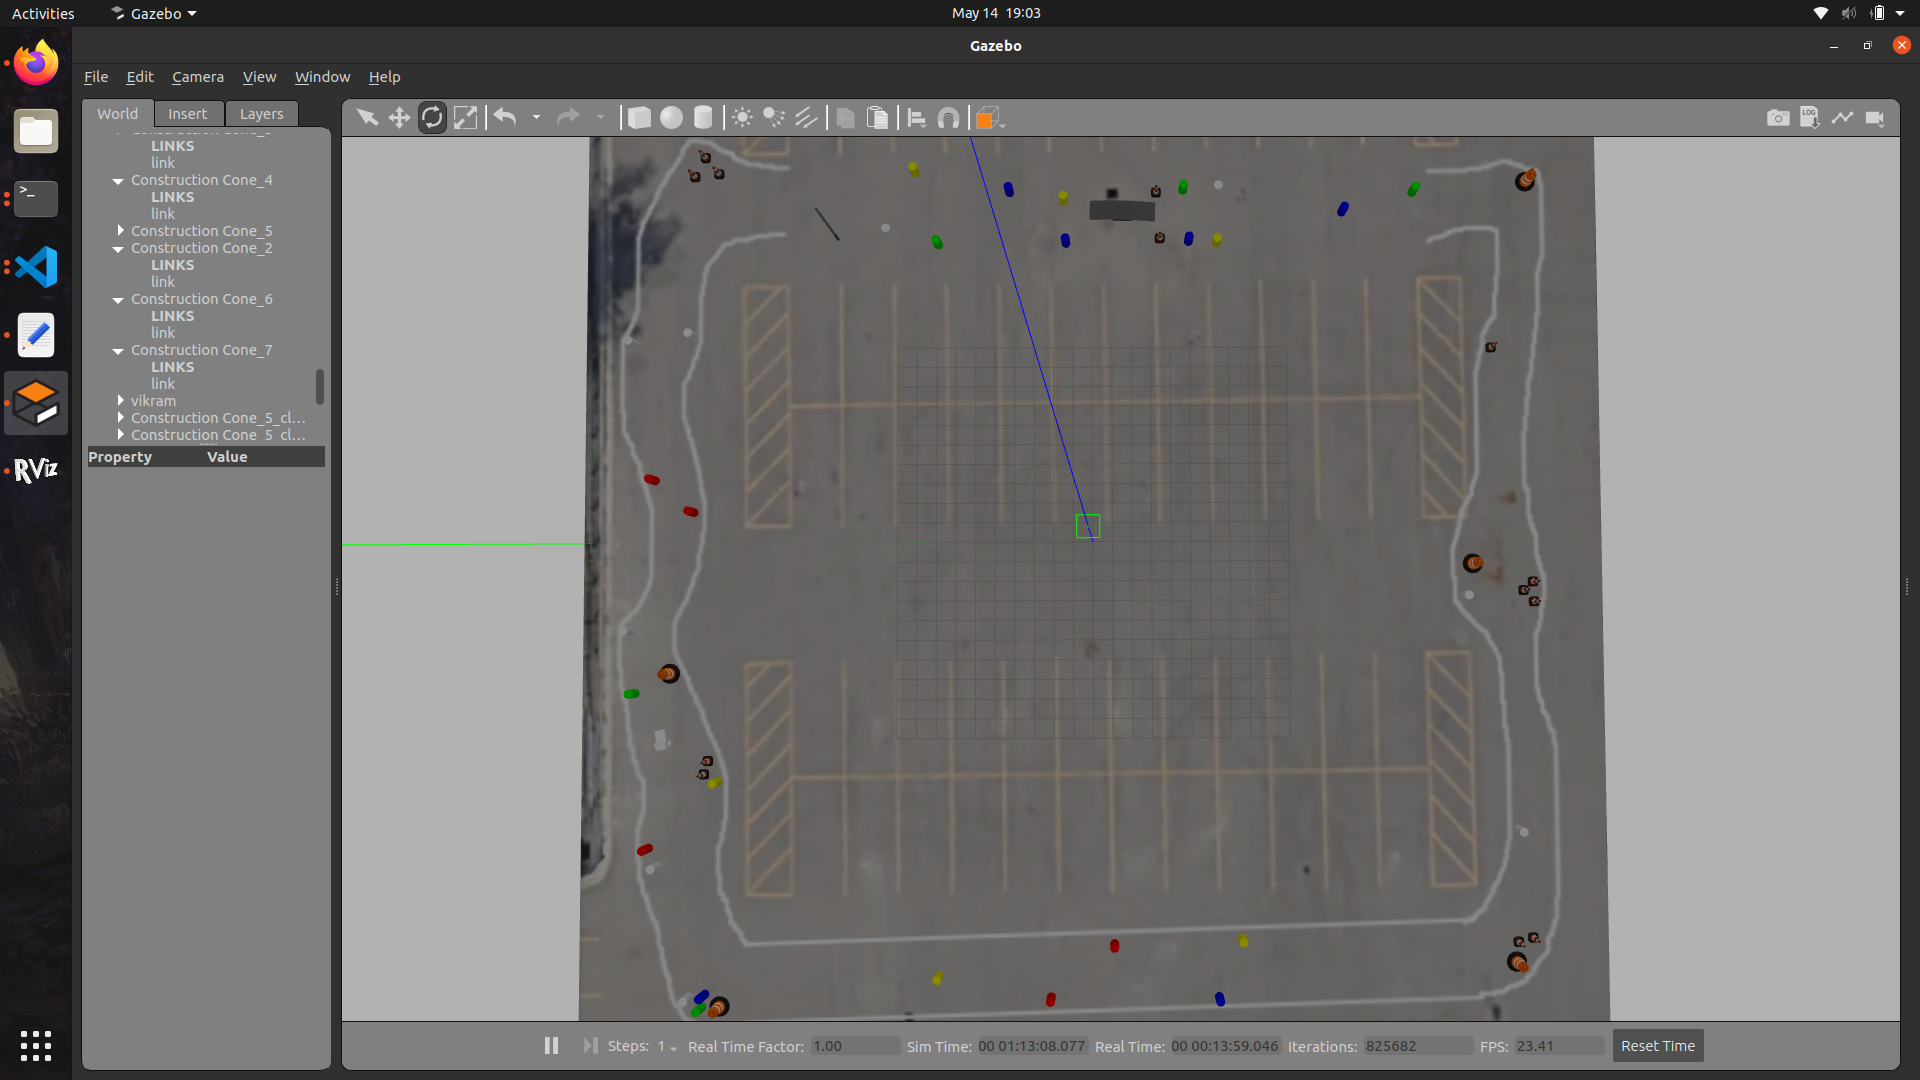 Activities
Gazebo
May 14 19:03
Gazebo
File Edit Camera View Window Help
World Insert Layers
LINKS
link
Construction Cone_4
LINKS
link
Construction Cone_5
Construction Cone_2
LINKS
link
Construction Cone_6
LINKS
link
Construction Cone_7
LINKS
link
vikram
Construction Cone_5_cl...
Construction Cone_5_cl...
Property Value
LOG
RViz
Steps: 1 Real Time Factor: 1.00 Sim Time: 00 01:13:08.077 Real Time: 00 00:13:59.046 Iterations: 825682 FPS: 23.41 Reset Time